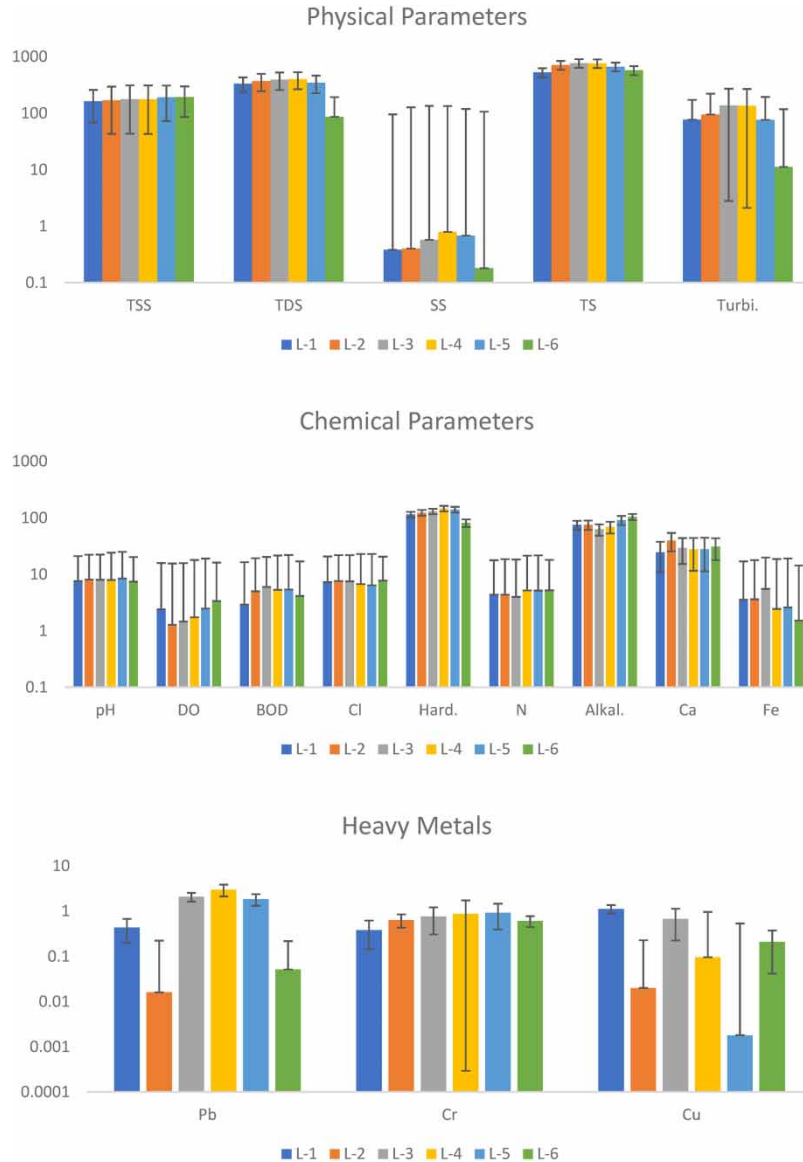 Physical Parameters
1000
100
10
1
0.1
TSS TDS SS TS Turbi.
L-1 L-2 L-3 L-4 L-5 L-6
Chemical Parameters
1000
100
10
1
0.1
pH DO BOD Cl Hard. N Alkal. Ca Fe
L-1 L-2 L-3 L-4 L-5 L-6
Heavy Metals
10
1
0.1
0.01
0.001
0.0001
Pb Cr Cu
L-1 L-2 L-3 L-4 L-5 L-6